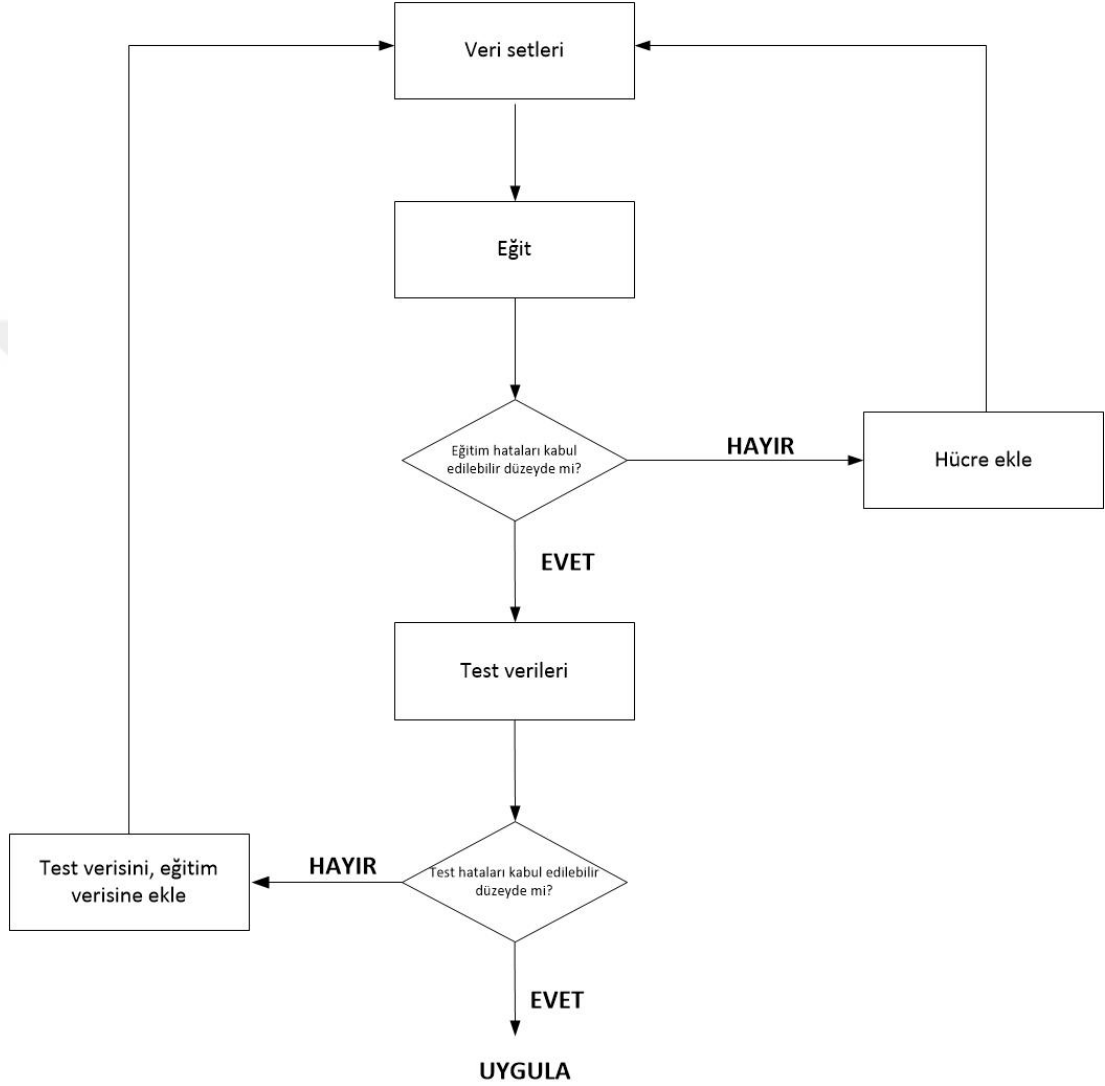 Veri setleri
Eğit
Eğitim hataları kabul
edilebilir düzeyde mi?
HAYIR
Hücre ekle
EVET
Test verileri
Test hataları kabul edilebilir
düzeyde mi?
HAYIR
Test verisini, eğitim
verisine ekle
EVET
UYGULA